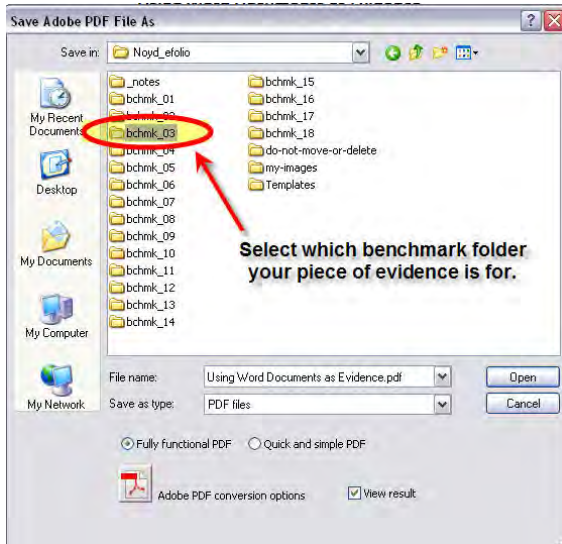 Save Adobe PDF File As
Save in: Noyd_efolio
My Recent Documents
Desktop
My Documents
My Computer
My Network
_notes
bchmk_01
bchmk_03
bchmk_05
bchmk_06
bchmk_07
bchmk_08
bchmk_09
bchmk_10
bchmk_11
bchmk_12
bchmk_13
bchmk_14
bchmk_15
bchmk_16
bchmk_17
bchmk_18
do-not-move-or-delete
my-images
Templates
Select which benchmark folder
your piece of evidence is for.
File name: Using Word Documents as Evidence.pdf Open
Save as type: PDF files Cancel
Fully functional PDF Quick and simple PDF
Adobe PDF conversion options View result